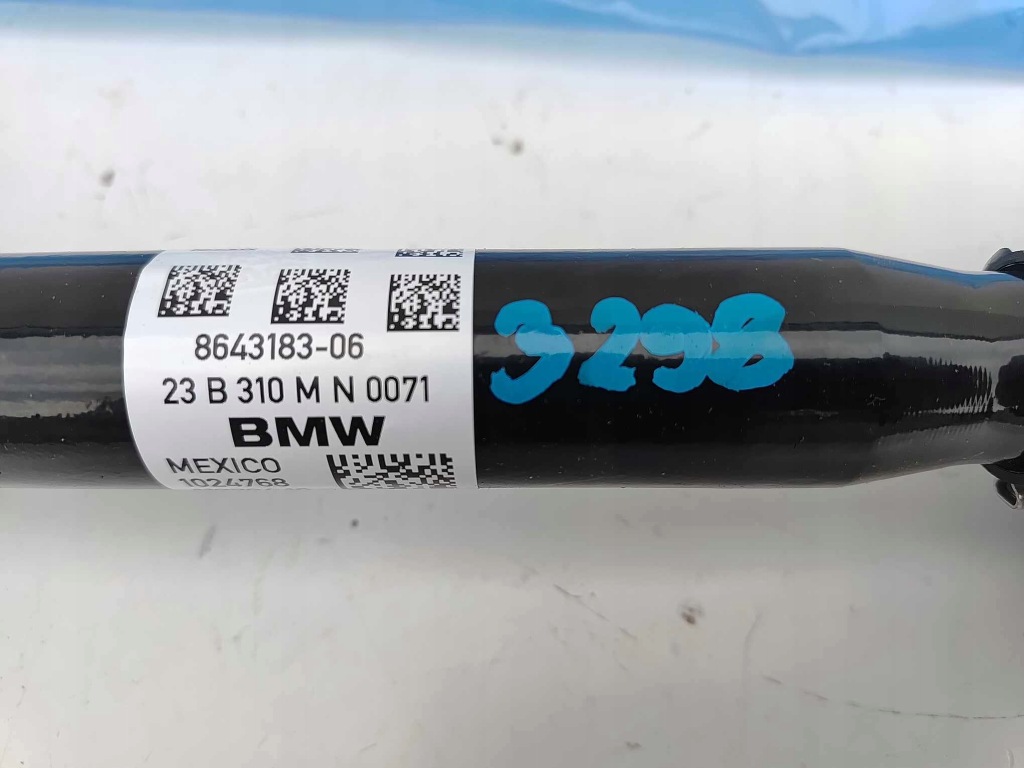 8643183-06
23 B 310 M N 0071
BMW
MEXICO
1024768
3298